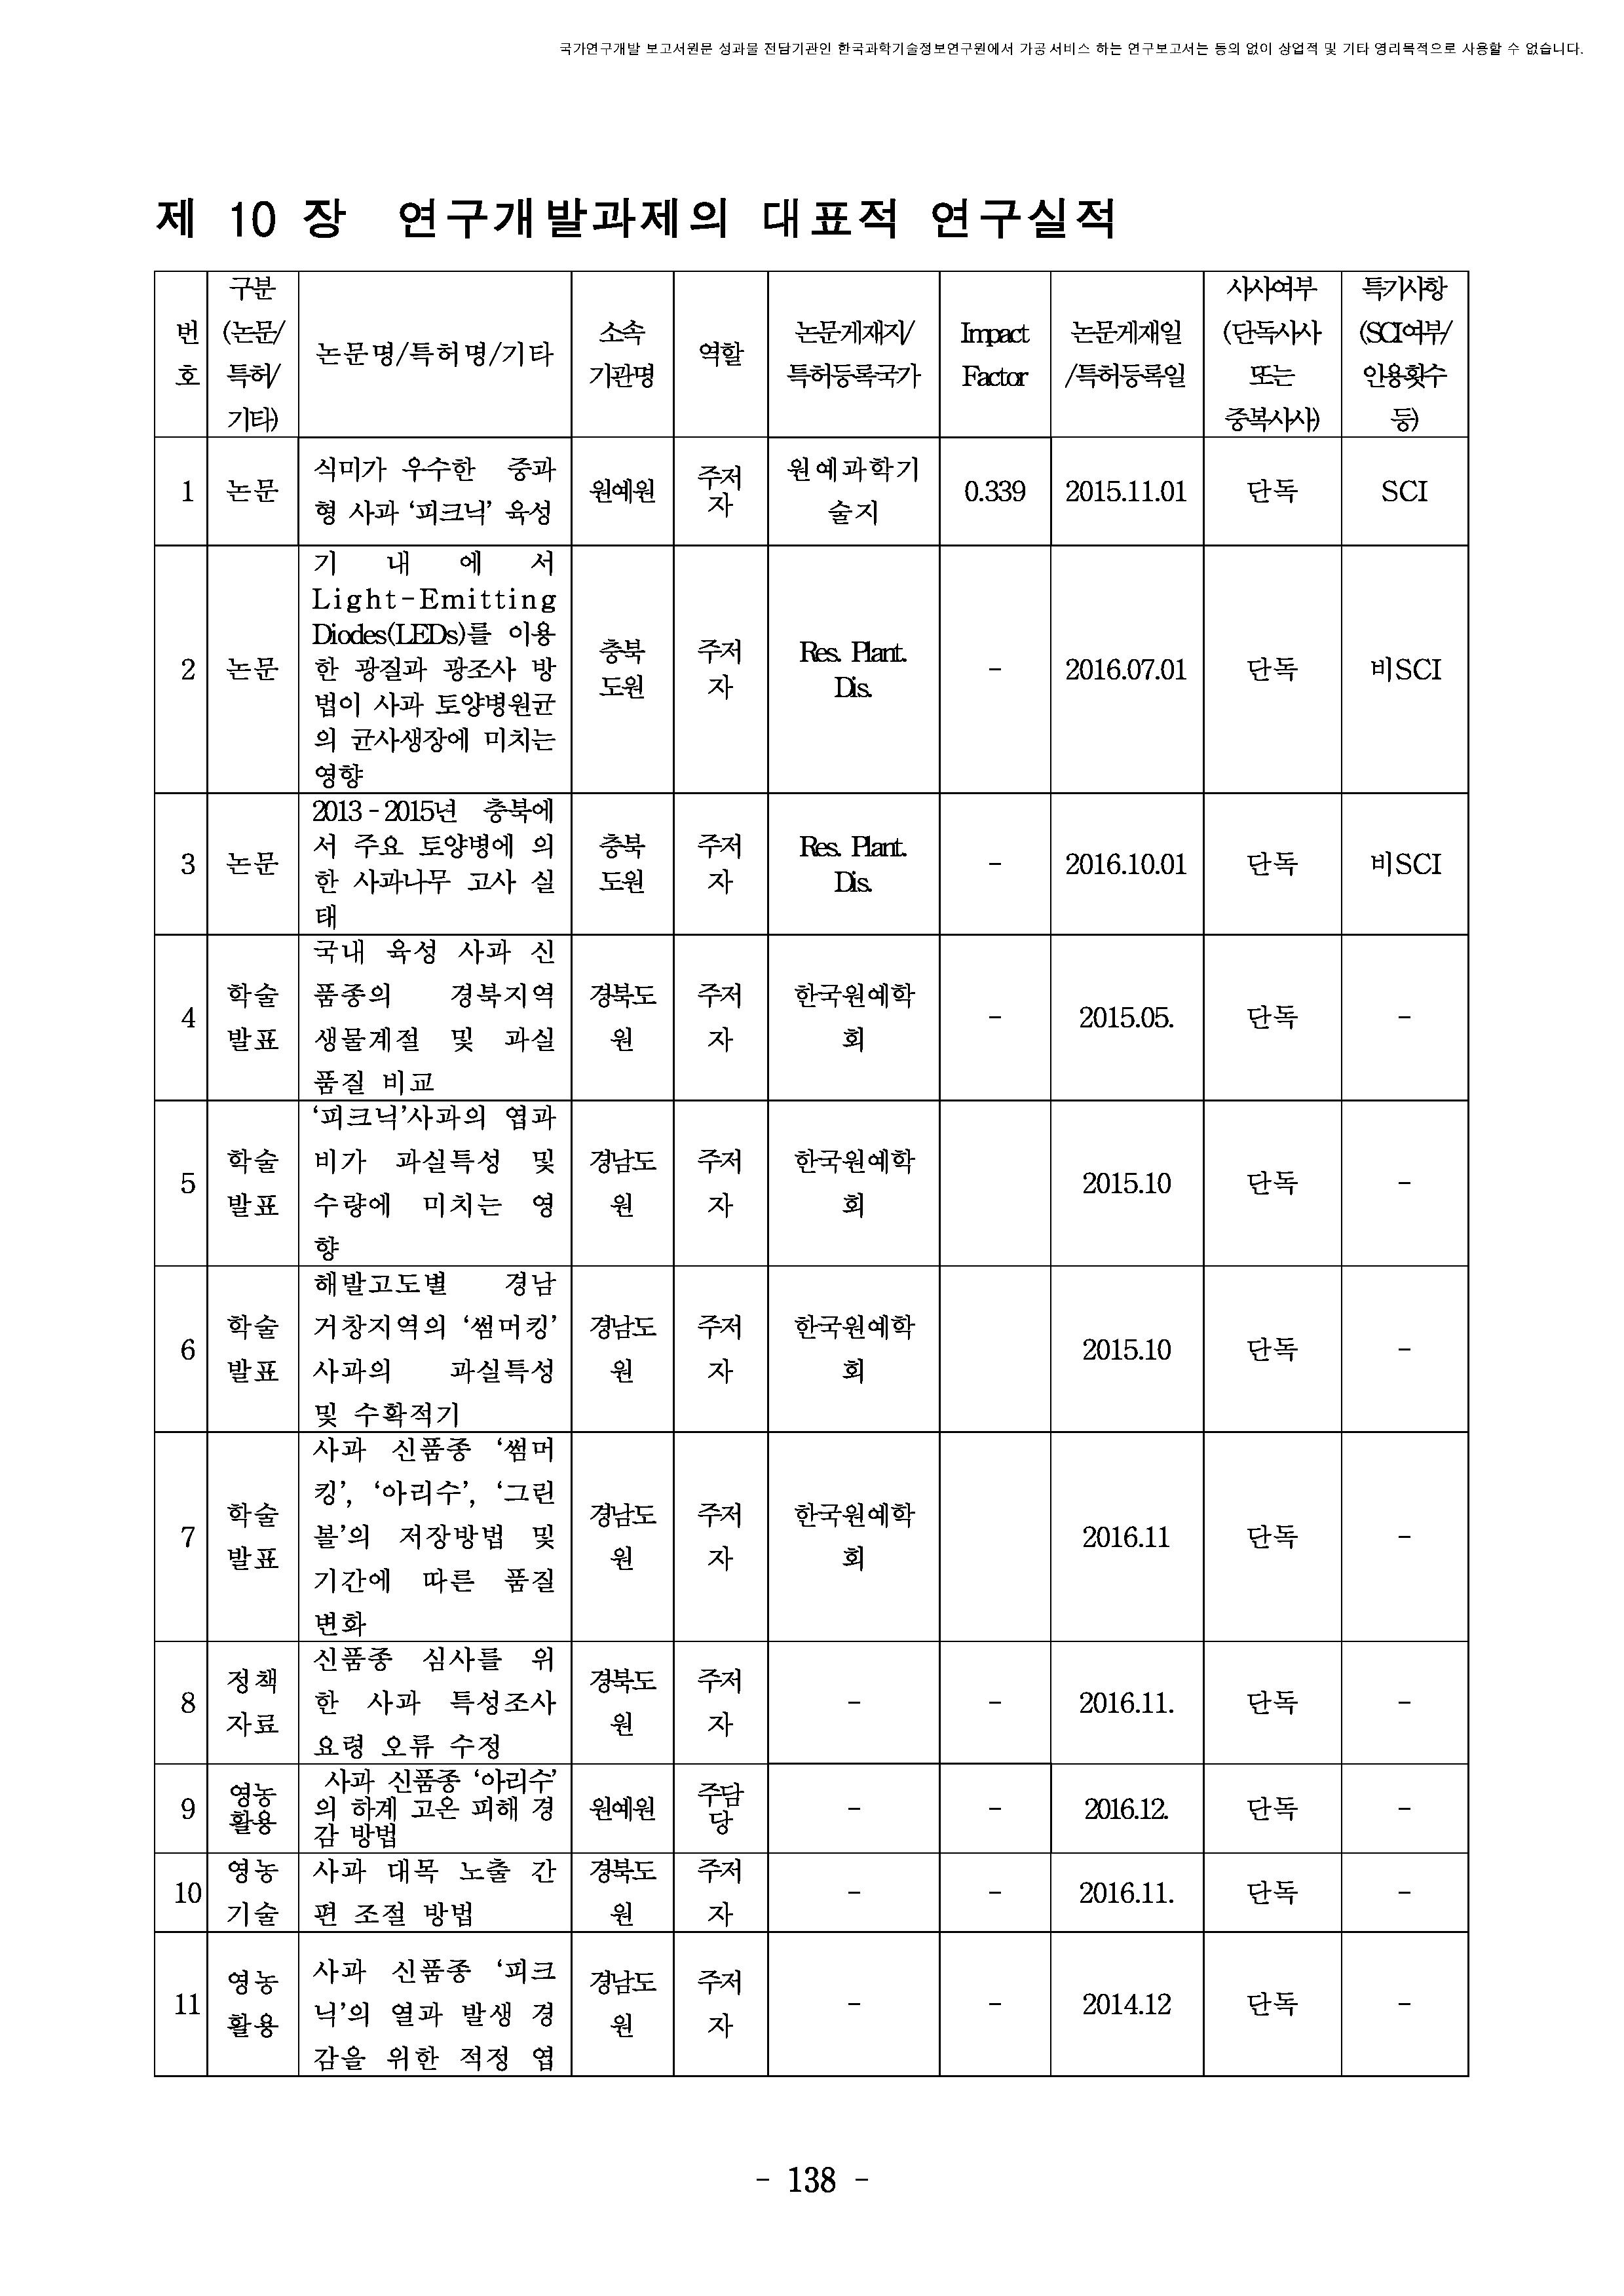 국가연구개발 보고서원문 성과물 전담기관인 한국과학기술정보연구원에서 가공·서비스 하는 연구보고서는 동의 없이 상업적 및 기타 영리목적으로 사용할 수 없습니다.
제 10 장 연구개발과제의 대표적 연구실적
번
호
구분
(논문/
특허/
기타)
논문명/특허명/기타
소속
기관명
역할
논문게재지/
특허등록국가
Impact
Factor
논문게재일
/특허등록일
사사여부
(단독사사
또는
중복사사)
특기사항
(SCI여부/
인용횟수
등)
1
논문
식미가 우수한 중과
형 사과 ‘피크닉’ 육성
원예원
주저
자
원예과학기
술지
0.339
2015.11.01
단독
SCI
2
논문
기 내 에 서
Light-Emitting
Diodes(LEDs)를 이용
한 광질과 광조사 방
법이 사과 토양병원균
의 균사생장에 미치는
영향
충북
도원
주저
자
Res. Plant.
Dis.
-
2016.07.01
단독
비SCI
3
논문
2013-2015년 충북에
서 주요 토양병에 의
한 사과나무 고사 실
태
충북
도원
주저
자
Res. Plant.
Dis.
-
2016.10.01
단독
비SCI
4
학술
발표
국내 육성 사과 신
품종의 경북지역
생물계절 및 과실
품질 비교
경북도
원
주저
자
한국원예학
회
-
2015.05.
단독
-
5
학술
발표
‘피크닉’사과의 엽과
비가 과실특성 및
수량에 미치는 영
향
경남도
원
주저
자
한국원예학
회
2015.10
단독
-
6
학술
발표
해발고도별 경남
거창지역의 ‘썸머킹’
사과의 과실특성
및 수확적기
경남도
원
주저
자
한국원예학
회
2015.10
단독
-
7
학술
발표
사과 신품종 ‘썸머
킹’, ‘아리수’, ‘그린
볼’의 저장방법 및
기간에 따른 품질
변화
경남도
원
주저
자
한국원예학
회
2016.11
단독
-
8
정책
자료
신품종 심사를 위
한 사과 특성조사
요령 오류 수정
경북도
원
주저
자
-
-
2016.11.
단독
-
9
영농
활용
사과 신품종 ‘아리수’
의 하계 고온 피해 경
감 방법
원예원
주담
당
-
-
2016.12.
단독
-
10
영농
기술
사과 대목 노출 간
편 조절 방법
경북도
원
주저
자
-
-
2016.11.
단독
-
11
영농
활용
사과 신품종 ‘피크
닉’의 열과 발생 경
감을 위한 적정 엽
경남도
원
주저
자
-
-
2014.12
단독
-
- 138 -